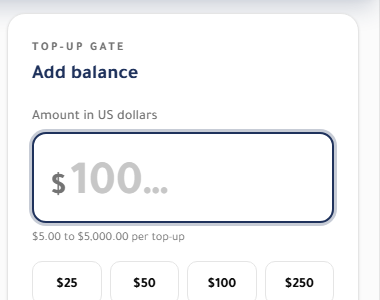 TOP-UP GATE
Add balance
Amount in US dollars
$ 100...
$5.00 to $5,000.00 per top-up
$25 $50 $100 $250